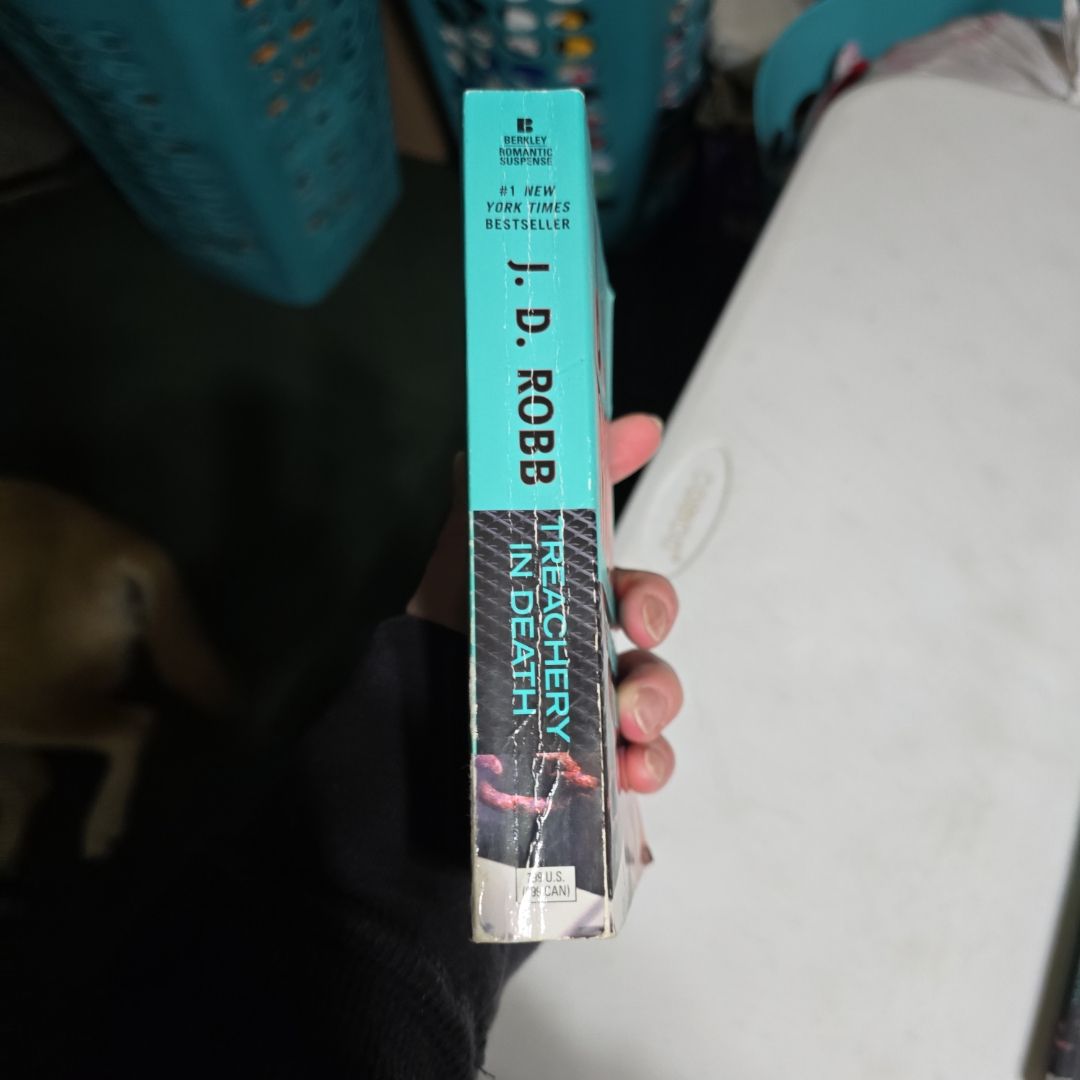 B
BERKLEY
ROMANTIC
SUSPENSE
#1 NEW
YORK TIMES
BESTSELLER
J. D. ROBB
TREACHERY
IN DEATH
U.S.
CAN)